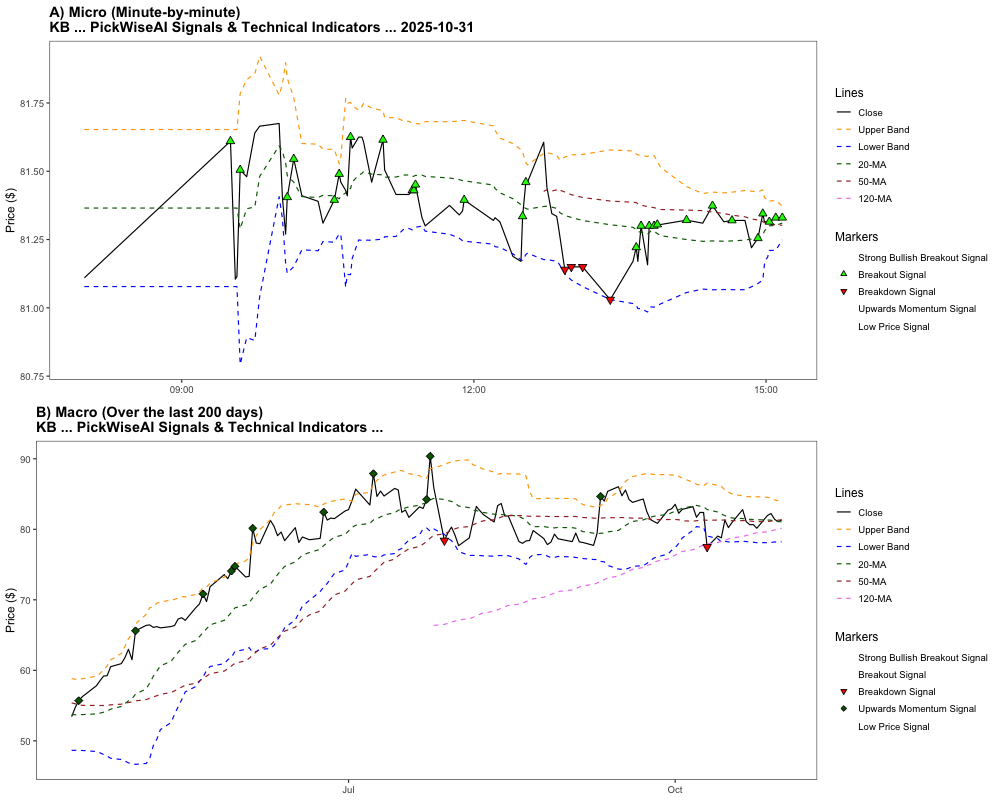 A) Micro (Minute-by-minute)
KB ... PickWiseAI Signals & Technical Indicators ... 2025-10-31
Price ($)
81.75
81.50
81.25
81.00
80.75
09:00
12:00
15:00
Lines
Close
Upper Band
Lower Band
20-MA
50-MA
120-MA
Markers
Strong Bullish Breakout Signal
Breakout Signal
Breakdown Signal
Upwards Momentum Signal
Low Price Signal
B) Macro (Over the last 200 days)
KB ... PickWiseAI Signals & Technical Indicators ...
Price ($)
90
80
70
60
50
Jul
Oct
Lines
Close
Upper Band
Lower Band
20-MA
50-MA
120-MA
Markers
Strong Bullish Breakout Signal
Breakout Signal
Breakdown Signal
Upwards Momentum Signal
Low Price Signal